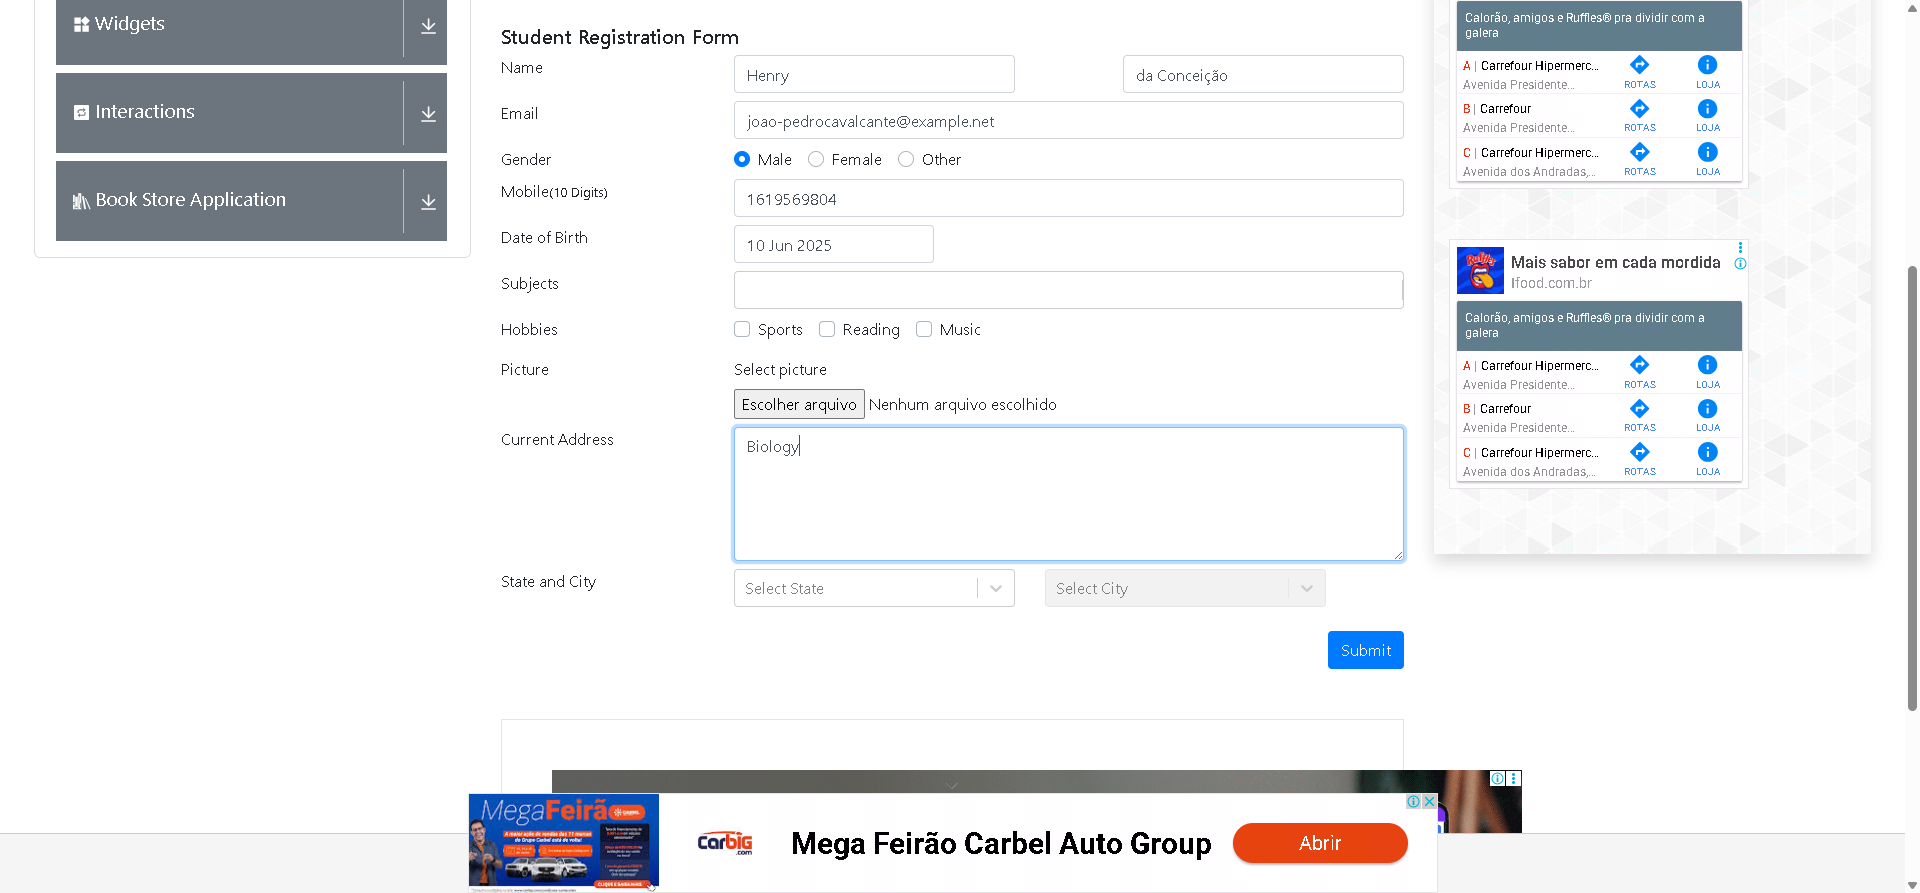 Widgets
Interactions
Book Store Application
Student Registration Form
Name
Henry
da Conceição
Email
joao-pedrocavalcante@example.net
Gender
Male
Female
Other
Mobile(10 Digits)
1619569804
Date of Birth
10 Jun 2025
Subjects
Hobbies
Sports
Reading
Music
Picture
Select picture
Escolher arquivo Nenhum arquivo escolhido
Current Address
Biology
State and City
Select State
Select City
Submit
Calorão, amigos e Ruffles® pra dividir com a
galera
A | Carrefour Hipermerc...
Avenida Presidente...
ROTAS
LOJA
B | Carrefour
Avenida Presidente...
ROTAS
LOJA
C | Carrefour Hipermerc...
Avenida dos Andradas,...
ROTAS
LOJA
Ruffles
Mais sabor em cada mordida
Ifood.com.br
Calorão, amigos e Ruffles® pra dividir com a
galera
A | Carrefour Hipermerc...
Avenida Presidente...
ROTAS
LOJA
B | Carrefour
Avenida Presidente...
ROTAS
LOJA
C | Carrefour Hipermerc...
Avenida dos Andradas,...
ROTAS
LOJA
MegaFeirã
carbig
.com
Mega Feirão Carbel Auto Group
Abrir